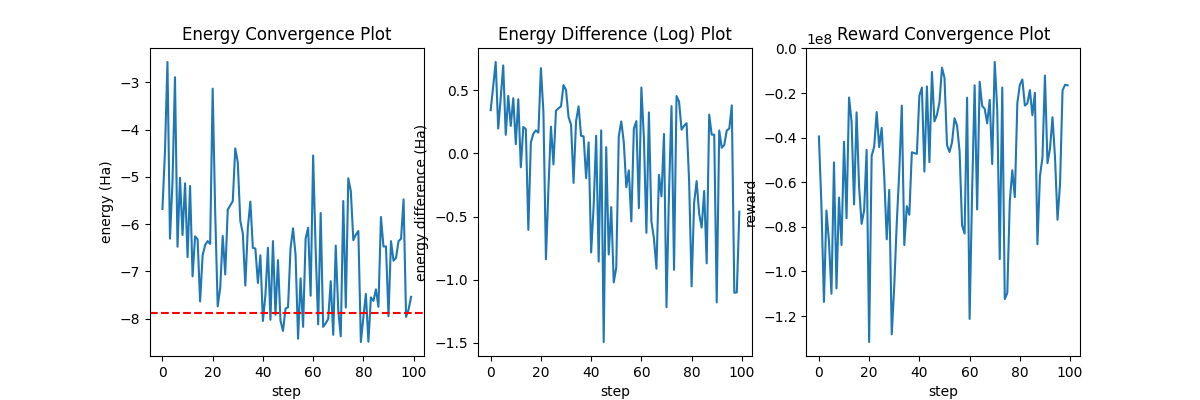 Energy Convergence Plot
energy (Ha)
−3
−4
−5
−6
−7
−8
0 20 40 60 80 100
step
Energy Difference (Log) Plot
energy difference (Ha)
0.5
0.0
−0.5
−1.0
−1.5
0 20 40 60 80 100
step
1e8 Reward Convergence Plot
reward
0.0
−0.2
−0.4
−0.6
−0.8
−1.0
−1.2
0 20 40 60 80 100
step